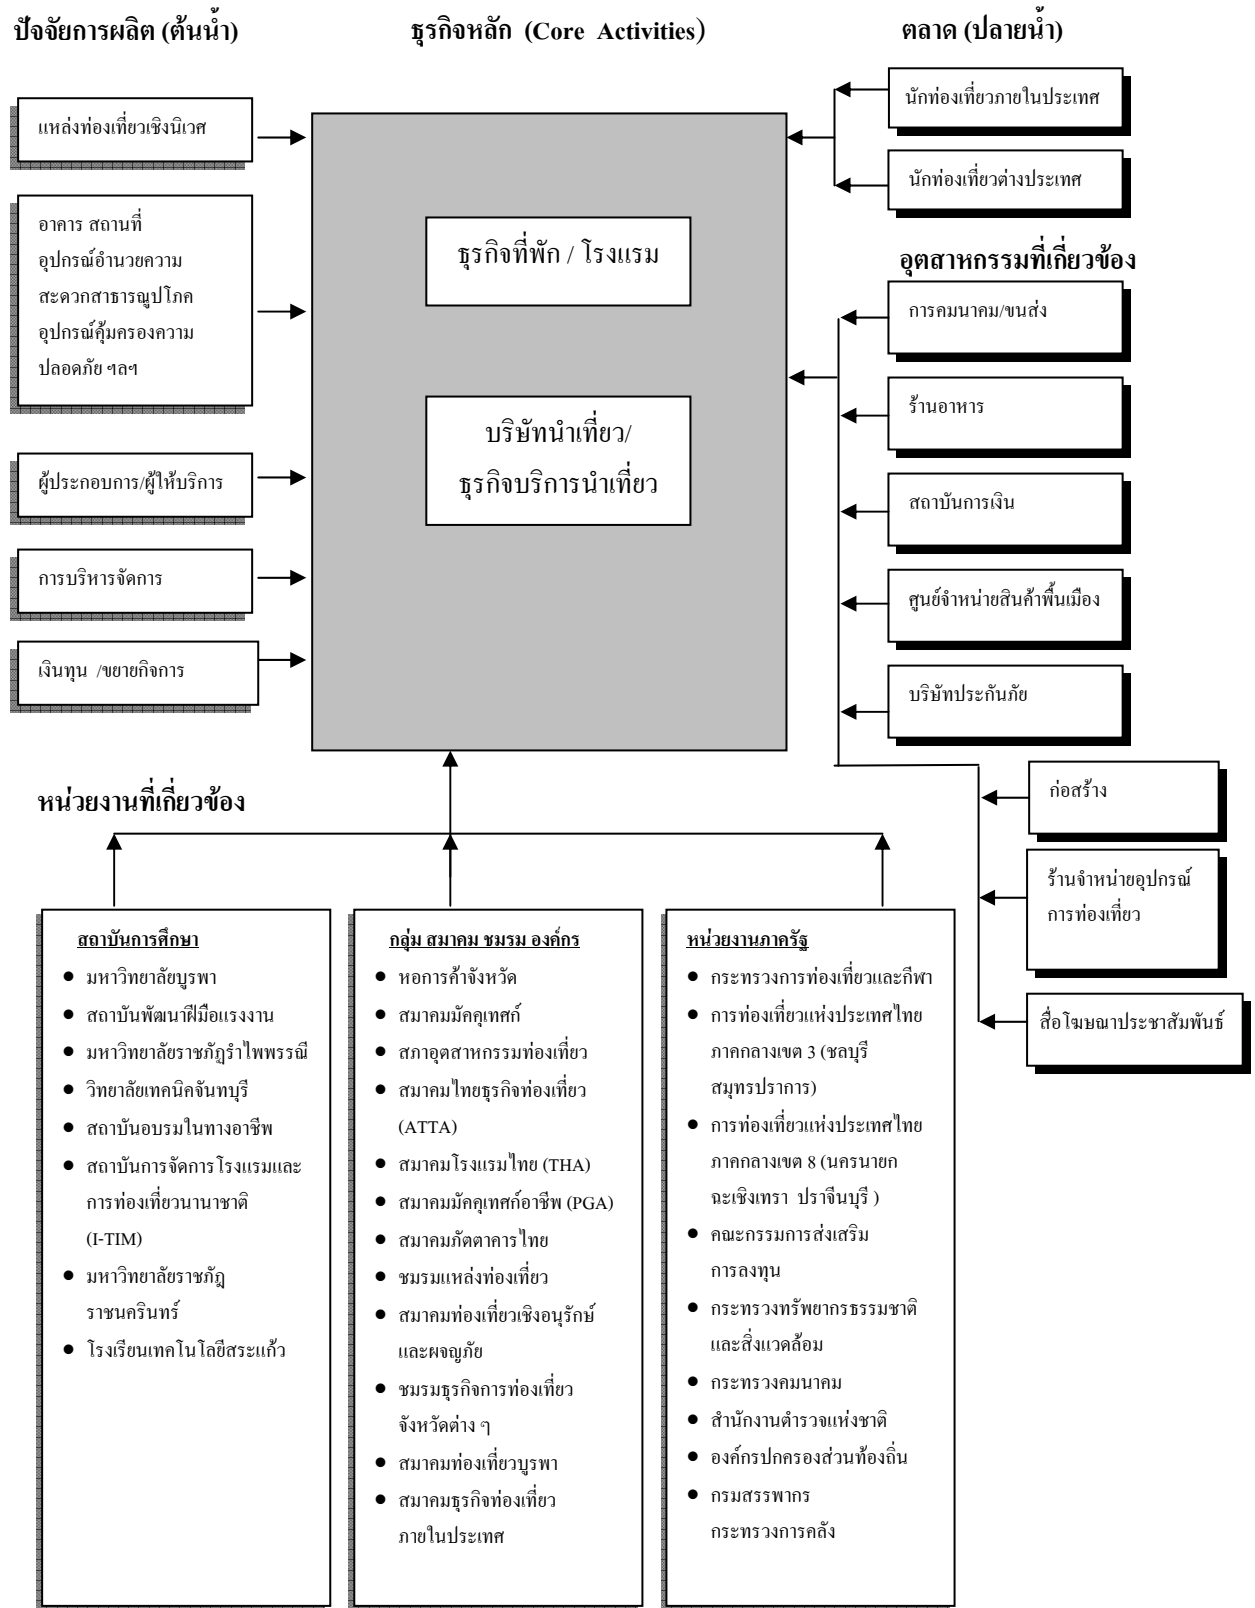 ปัจจัยการผลิต (ต้นน้ำ)
ธุรกิจหลัก (Core Activities)
ตลาด (ปลายน้ำ)
แหล่งท่องเที่ยวเชิงนิเวศ
อาคาร สถานที่
อุปกรณ์อำนวยความ
สะดวกสาธารณูปโภค
อุปกรณ์คุ้มครองความ
ปลอดภัย ฯลฯ
ผู้ประกอบการ/ผู้ให้บริการ
การบริหารจัดการ
เงินทุน /ขยายกิจการ
ธุรกิจที่พัก / โรงแรม
บริษัทนำเที่ยว/
ธุรกิจบริการนำเที่ยว
นักท่องเที่ยวภายในประเทศ
นักท่องเที่ยวต่างประเทศ
อุตสาหกรรมที่เกี่ยวข้อง
การคมนาคม/ขนส่ง
ร้านอาหาร
สถาบันการเงิน
ศูนย์จำหน่ายสินค้าพื้นเมือง
บริษัทประกันภัย
ก่อสร้าง
ร้านจำหน่ายอุปกรณ์
การท่องเที่ยว
สื่อโฆษณาประชาสัมพันธ์
หน่วยงานที่เกี่ยวข้อง
สถาบันการศึกษา
● มหาวิทยาลัยบูรพา
● สถาบันพัฒนาฝีมือแรงงาน
● มหาวิทยาลัยราชภัฏรำไพพรรณี
● วิทยาลัยเทคนิคจันทบุรี
● สถาบันอบรมในทางอาชีพ
● สถาบันการจัดการโรงแรมและ
การท่องเที่ยวนานาชาติ
(I-TIM)
● มหาวิทยาลัยราชภัฎ
ราชนครินทร์
● โรงเรียนเทคโนโลยีสระแก้ว
กลุ่ม สมาคม ชมรม องค์กร
● หอการค้าจังหวัด
● สมาคมมัคคุเทศก์
● สภาอุตสาหกรรมท่องเที่ยว
● สมาคมไทยธุรกิจท่องเที่ยว
(ATTA)
● สมาคมโรงแรมไทย (THA)
● สมาคมมัคคุเทศก์อาชีพ (PGA)
● สมาคมภัตตาคารไทย
● ชมรมแหล่งท่องเที่ยว
● สมาคมท่องเที่ยวเชิงอนุรักษ์
และผจญภัย
● ชมรมธุรกิจการท่องเที่ยว
จังหวัดต่าง ๆ
● สมาคมท่องเที่ยวบูรพา
● สมาคมธุรกิจท่องเที่ยว
ภายในประเทศ
หน่วยงานภาครัฐ
● กระทรวงการท่องเที่ยวและกีฬา
● การท่องเที่ยวแห่งประเทศไทย
ภาคกลางเขต 3 (ชลบุรี
สมุทรปราการ)
● การท่องเที่ยวแห่งประเทศไทย
ภาคกลางเขต 8 (นครนายก
ฉะเชิงเทรา ปราจีนบุรี )
● คณะกรรมการส่งเสริม
การลงทุน
● กระทรวงทรัพยากรธรรมชาติ
และสิ่งแวดล้อม
● กระทรวงคมนาคม
● สำนักงานตำรวจแห่งชาติ
● องค์กรปกครองส่วนท้องถิ่น
● กรมสรรพากร
กระทรวงการคลัง